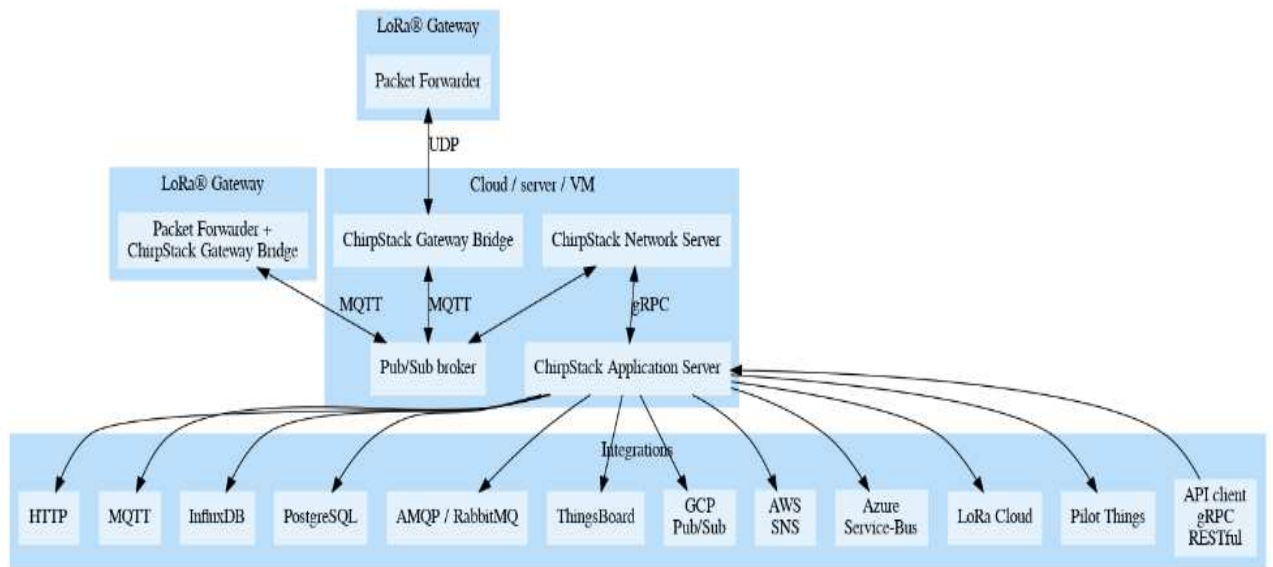 LoRa® Gateway
Packet Forwarder
UDP
LoRa® Gateway
Packet Forwarder +
ChirpStack Gateway Bridge
Cloud / server / VM
ChirpStack Gateway Bridge
ChirpStack Network Server
MQTT
MQTT
gRPC
Pub/Sub broker
ChirpStack Application Server
Integrations
HTTP
MQTT
InfluxDB
PostgreSQL
AMQP / RabbitMQ
ThingsBoard
GCP
Pub/Sub
AWS
SNS
Azure
Service-Bus
LoRa Cloud
Pilot Things
API client
gRPC
RESTful